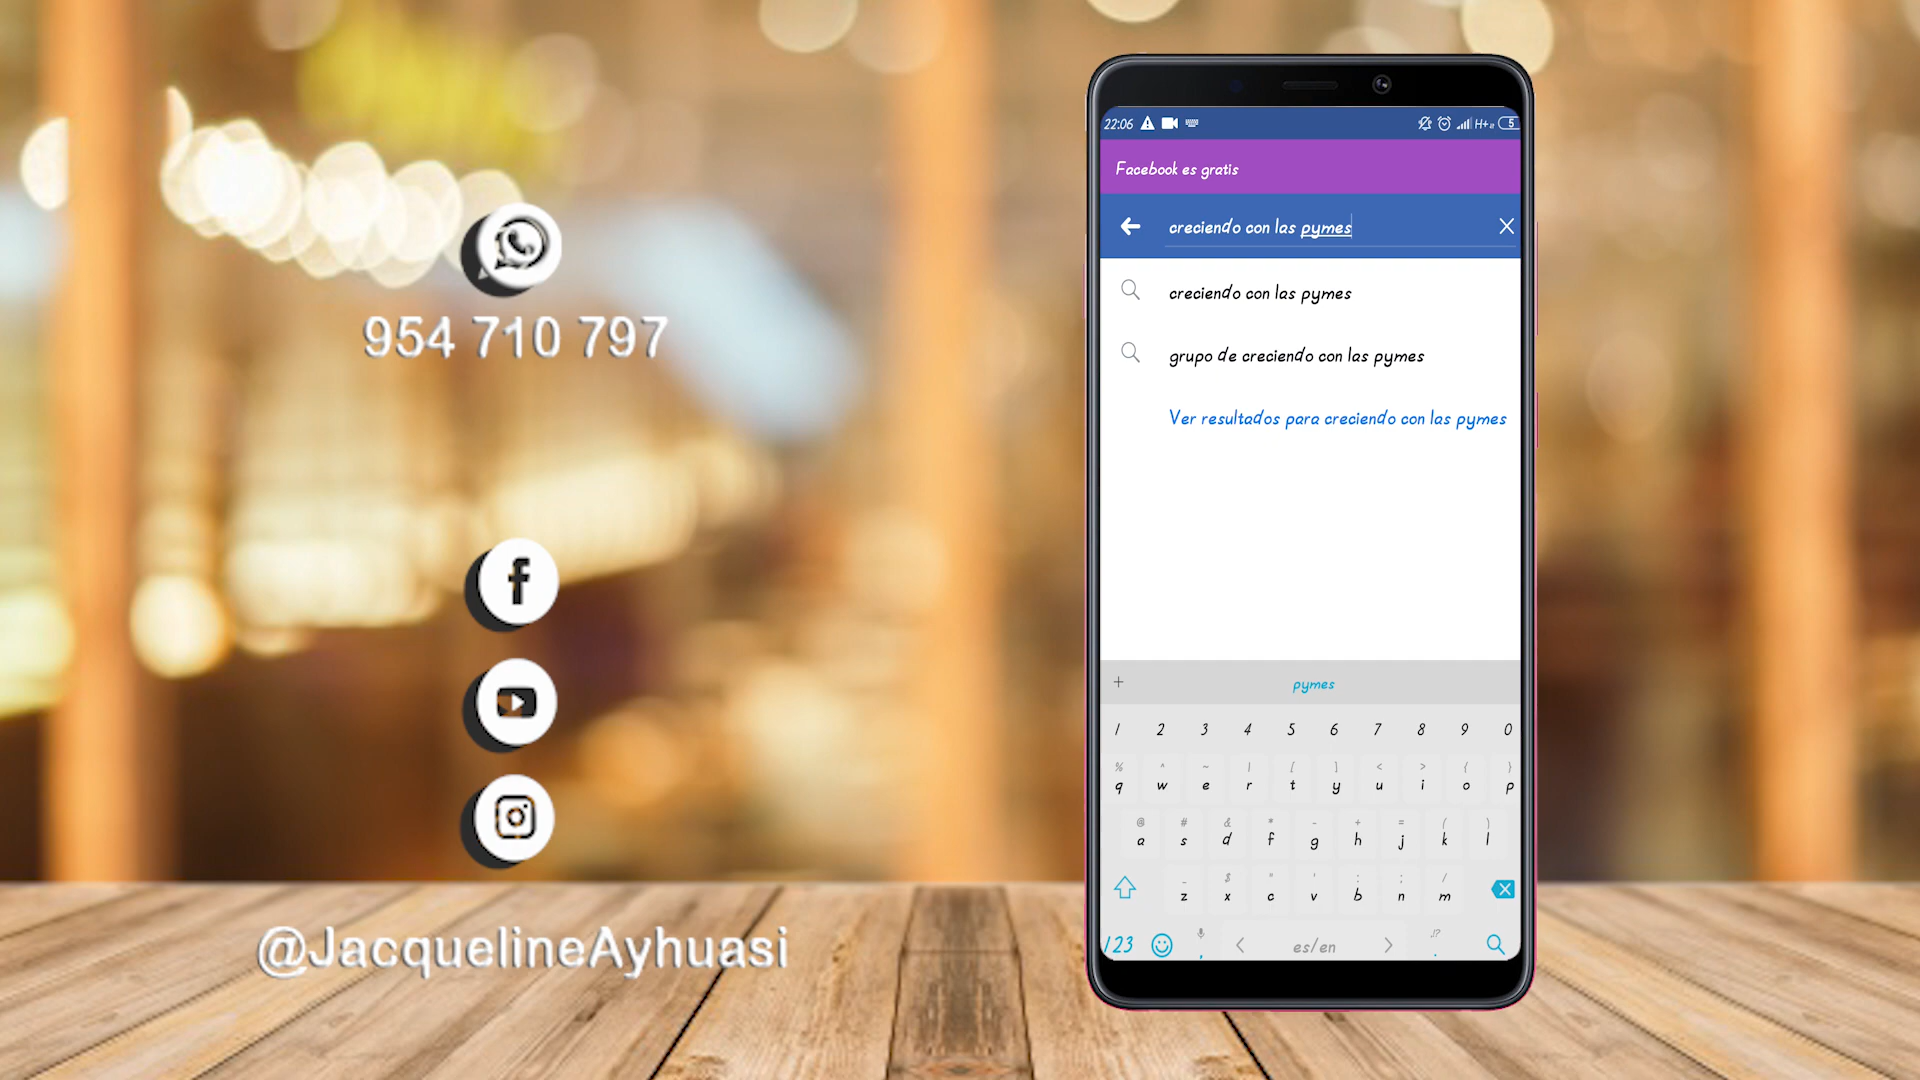 954 710 797
@JacquelineAyhuasi
22:06
H+
5
Facebook es gratis
creciendo con las pymes
creciendo con las pymes
grupo de creciendo con las pymes
Ver resultados para creciendo con las pymes
+ pymes
1 2 3 4 5 6 7 8 9 0
% ^ ~ | [ ] < > { }
q w e r t y u i o p
@ # & * - + = ( )
a s d f g h j k l
_ $ " ' : ; /
z x c v b n m
123 , < es/en > .
,!?